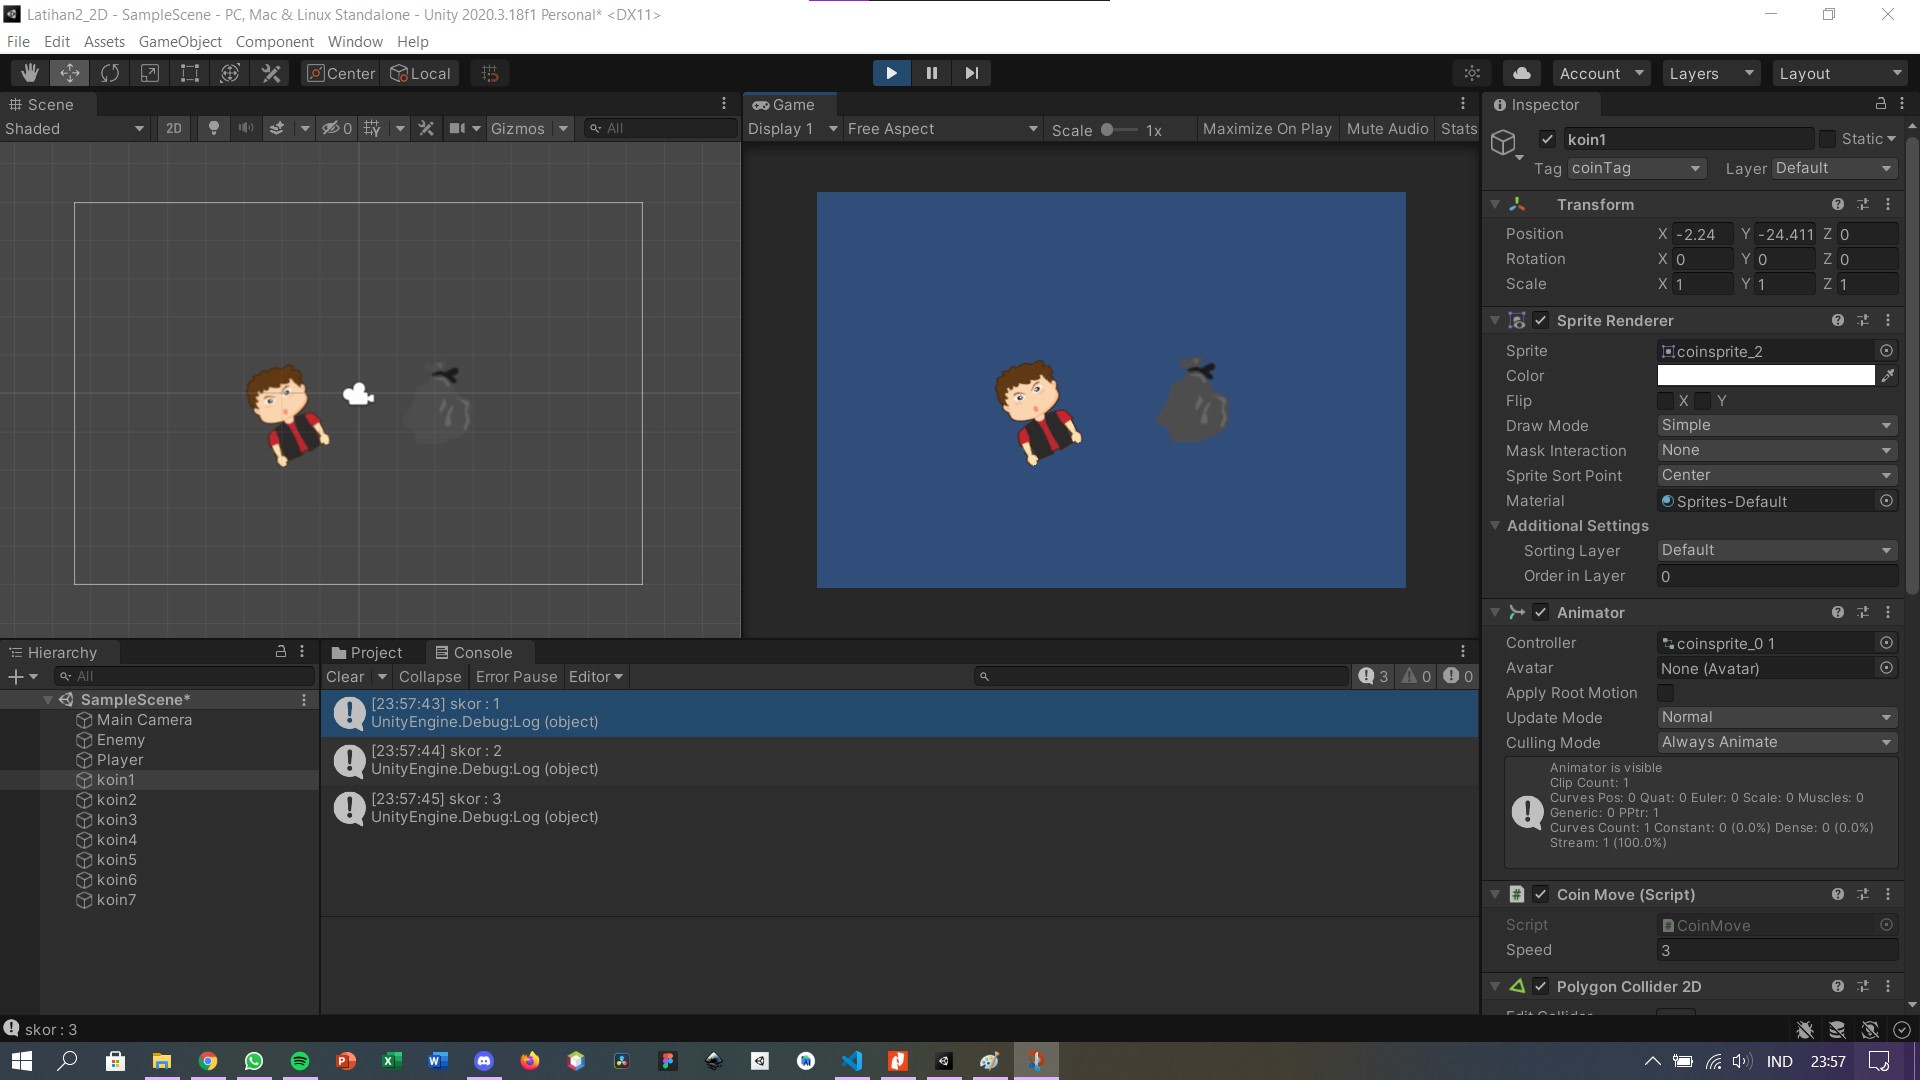 Latihan2_2D - SampleScene - PC, Mac & Linux Standalone - Unity 2020.3.18f1 Personal* <DX11>
File Edit Assets GameObject Component Window Help
Center Local Account Layers Layout
Scene
Shaded 2D 0 Gizmos All
Game
Display 1 Free Aspect Scale 1x Maximize On Play Mute Audio Stats
Hierarchy
All
SampleScene*
Main Camera
Enemy
Player
koin1
koin2
koin3
koin4
koin5
koin6
koin7
Project Console
Clear Collapse Error Pause Editor 3 0 0
[23:57:43] skor : 1
UnityEngine.Debug:Log (object)
[23:57:44] skor : 2
UnityEngine.Debug:Log (object)
[23:57:45] skor : 3
UnityEngine.Debug:Log (object)
Inspector
koin1 Static
Tag coinTag Layer Default
Transform
Position X -2.24 Y -24.411 Z 0
Rotation X 0 Y 0 Z 0
Scale X 1 Y 1 Z 1
Sprite Renderer
Sprite coinsprite_2
Color
Flip X Y
Draw Mode Simple
Mask Interaction None
Sprite Sort Point Center
Material Sprites-Default
Additional Settings
Sorting Layer Default
Order in Layer 0
Animator
Controller coinsprite_0 1
Avatar None (Avatar)
Apply Root Motion
Update Mode Normal
Culling Mode Always Animate
Animator is visible
Clip Count: 1
Curves Pos: 0 Quat: 0 Euler: 0 Scale: 0 Muscles: 0
Generic: 0 PPtr: 1
Curves Count: 1 Constant: 0 (0.0%) Dense: 0 (0.0%)
Stream: 1 (100.0%)
Coin Move (Script)
Script CoinMove
Speed 3
Polygon Collider 2D
skor : 3
IND 23:57